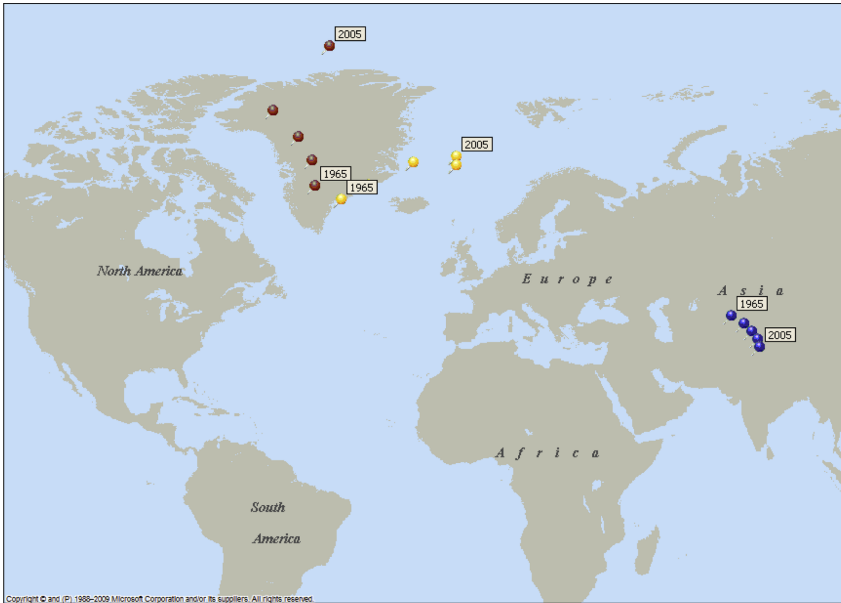 2005
2005
1965
1965
North America
Europe
Asia
1965
2005
Africa
South
America
Copyright © and (P) 1988–2009 Microsoft Corporation and/or its suppliers. All rights reserved.